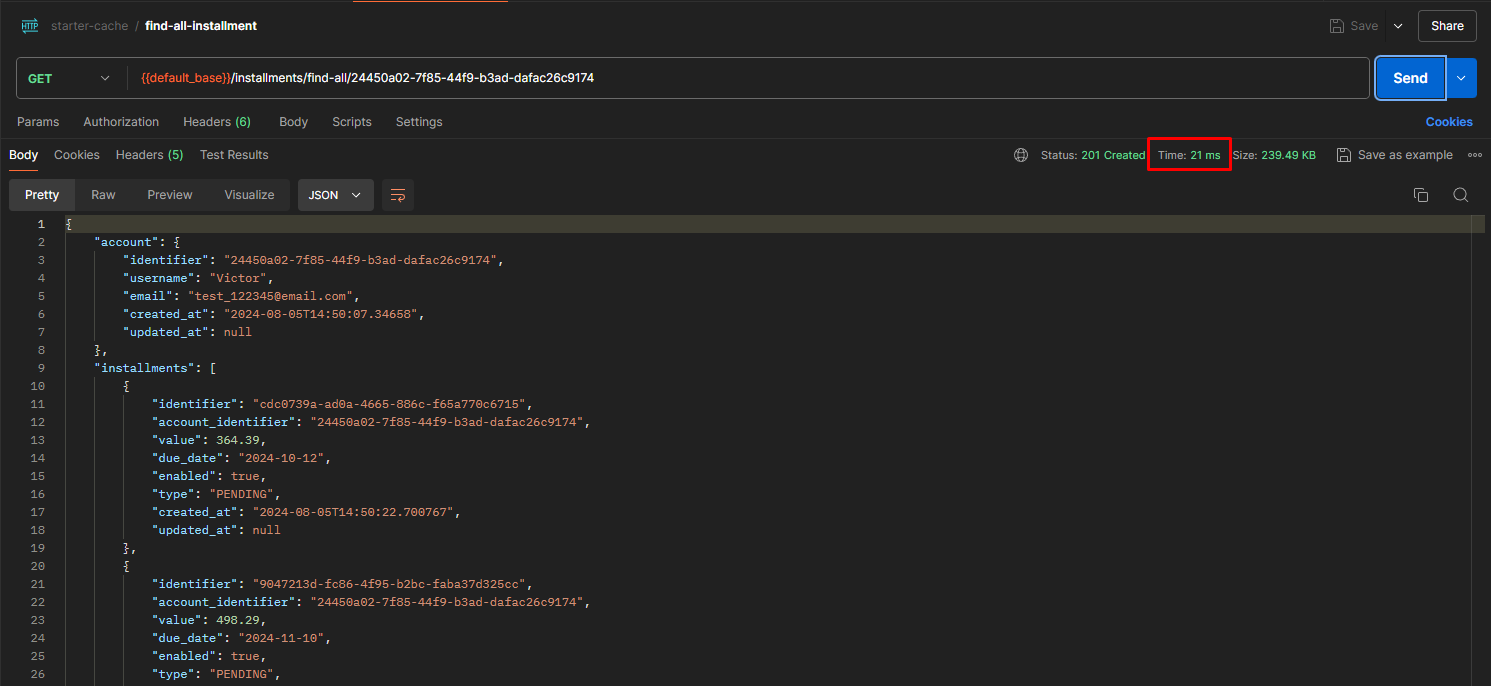 HTTP starter-cache / find-all-installment Save Share
GET {{default_base}}/installments/find-all/24450a02-7f85-44f9-b3ad-dafac26c9174 Send
Params Authorization Headers (6) Body Scripts Settings Cookies
Body Cookies Headers (5) Test Results Status: 201 Created Time: 21 ms Size: 239.49 KB Save as example
Pretty Raw Preview Visualize JSON
1 {
2 "account": {
3 "identifier": "24450a02-7f85-44f9-b3ad-dafac26c9174",
4 "username": "Victor",
5 "email": "test_122345@email.com",
6 "created_at": "2024-08-05T14:50:07.34658",
7 "updated_at": null
8 },
9 "installments": [
10 {
11 "identifier": "cdc0739a-ad0a-4665-886c-f65a770c6715",
12 "account_identifier": "24450a02-7f85-44f9-b3ad-dafac26c9174",
13 "value": 364.39,
14 "due_date": "2024-10-12",
15 "enabled": true,
16 "type": "PENDING",
17 "created_at": "2024-08-05T14:50:22.700767",
18 "updated_at": null
19 },
20 {
21 "identifier": "9047213d-fc86-4f95-b2bc-faba37d325cc",
22 "account_identifier": "24450a02-7f85-44f9-b3ad-dafac26c9174",
23 "value": 498.29,
24 "due_date": "2024-11-10",
25 "enabled": true,
26 "type": "PENDING",